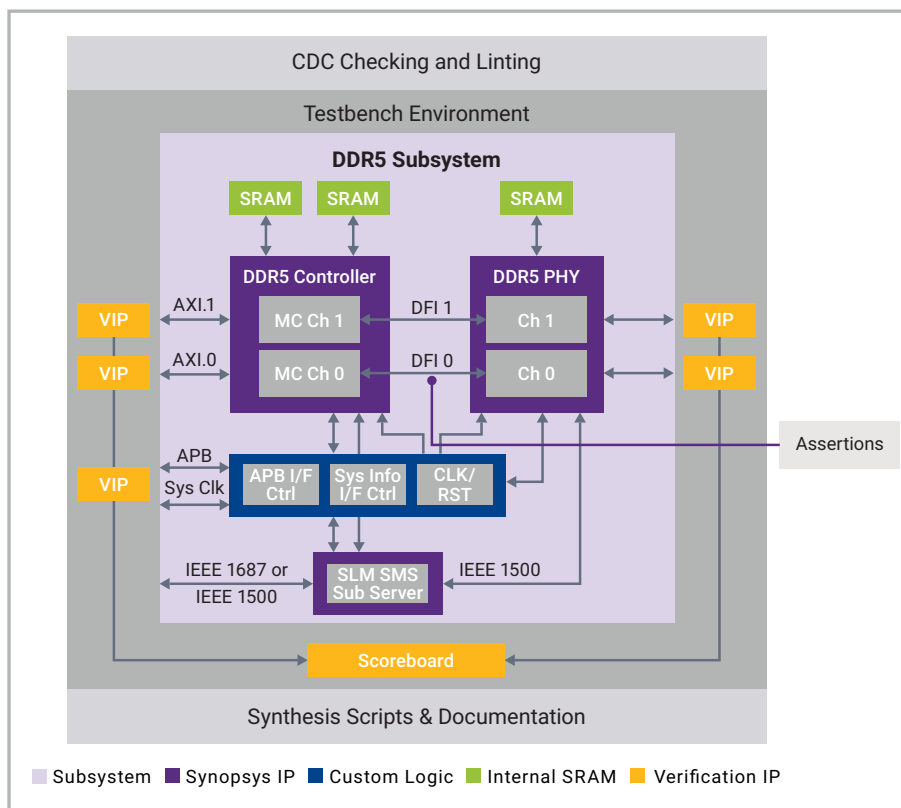 CDC Checking and Linting
Testbench Environment
DDR5 Subsystem
SRAM
SRAM
SRAM
DDR5 Controller
DDR5 PHY
VIP
AXI.1
MC Ch 1
DFI 1
Ch 1
VIP
VIP
AXI.0
MC Ch 0
DFI 0
Ch 0
VIP
Assertions
VIP
APB
Sys Clk
APB I/F
Ctrl
Sys Info
I/F Ctrl
CLK/
RST
IEEE 1687 or
IEEE 1500
SLM SMS
Sub Server
IEEE 1500
Scoreboard
Synthesis Scripts & Documentation
Subsystem
Synopsys IP
Custom Logic
Internal SRAM
Verification IP